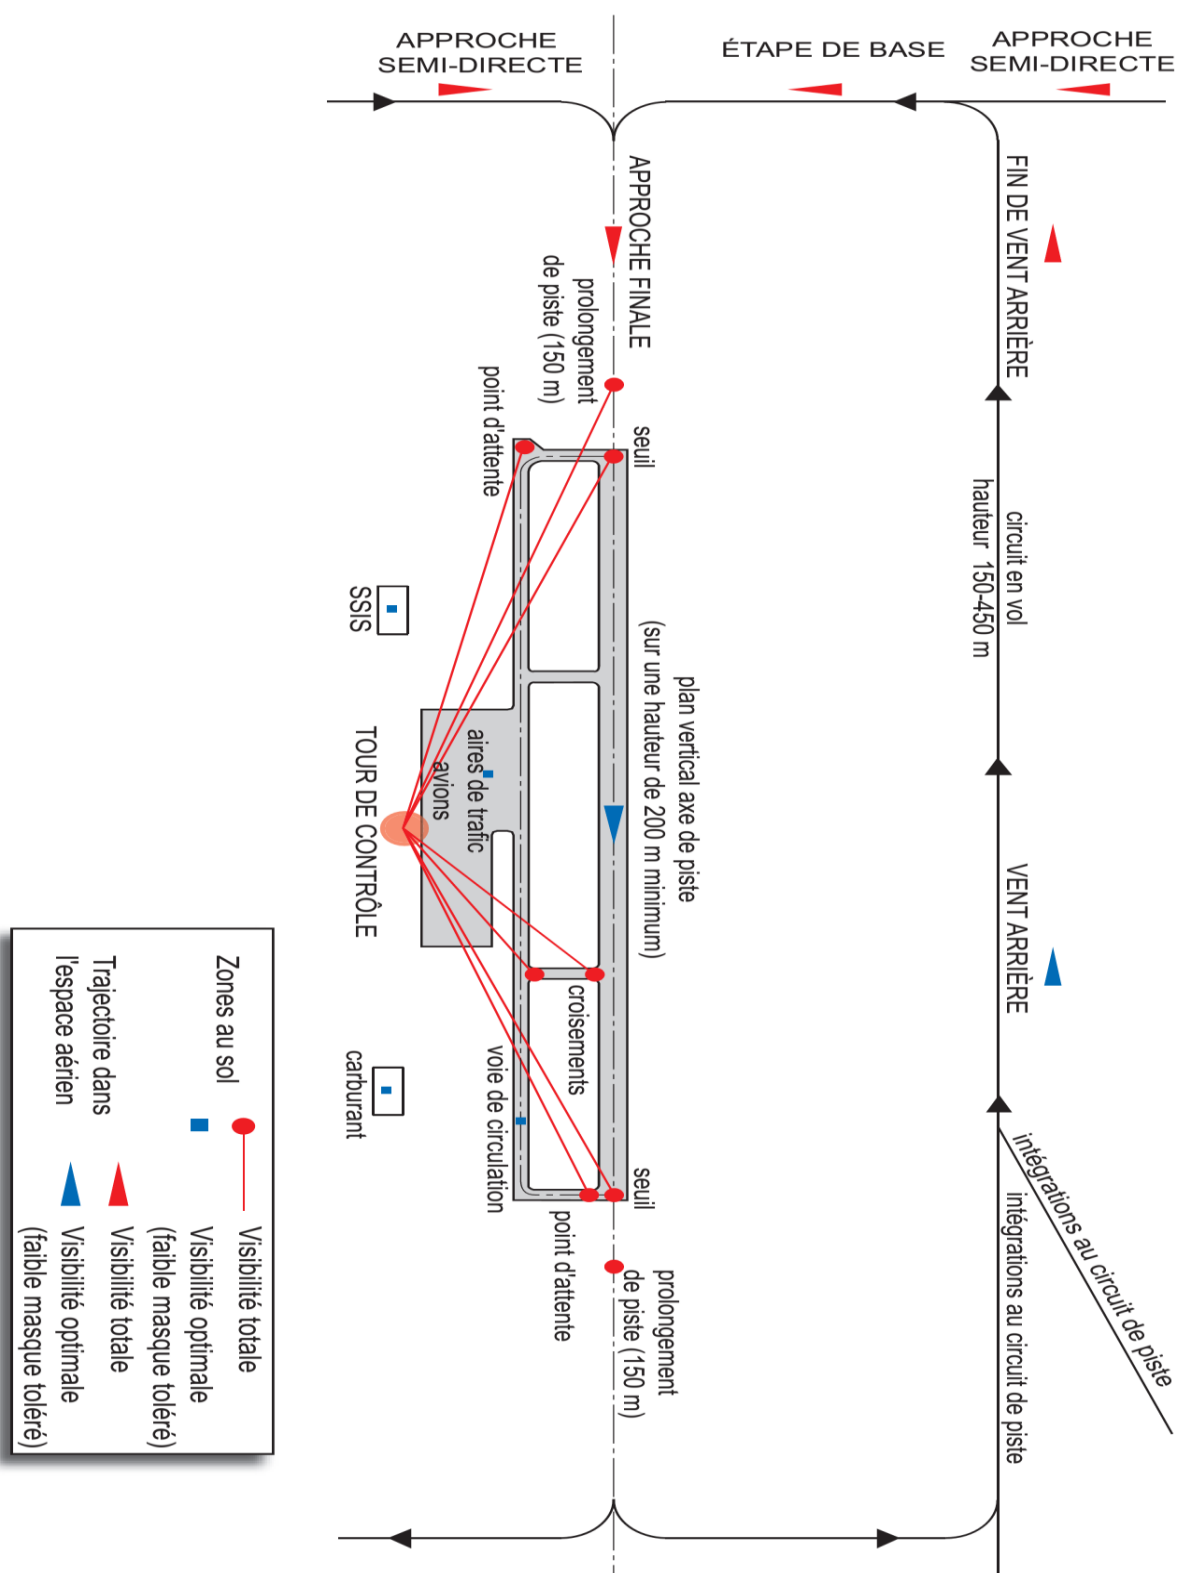 APPROCHE
SEMI-DIRECTE
ÉTAPE DE BASE
APPROCHE
SEMI-DIRECTE
FIN DE VENT ARRIÈRE
circuit en vol
hauteur 150-450 m
VENT ARRIÈRE
intégrations au circuit de piste
intégrations au circuit de piste
APPROCHE FINALE
prolongement
de piste (150 m)
point d'attente
seuil
plan vertical axe de piste
(sur une hauteur de 200 m minimum)
SSIS
TOUR DE CONTRÔLE
aires de trafic
avions
croisements
voie de circulation
carburant
seuil
point d'attente
prolongement
de piste (150 m)
Zones au sol
Visibilité totale
Visibilité optimale
(faible masque toléré)
Trajectoire dans
l'espace aérien
Visibilité totale
Visibilité optimale
(faible masque toléré)